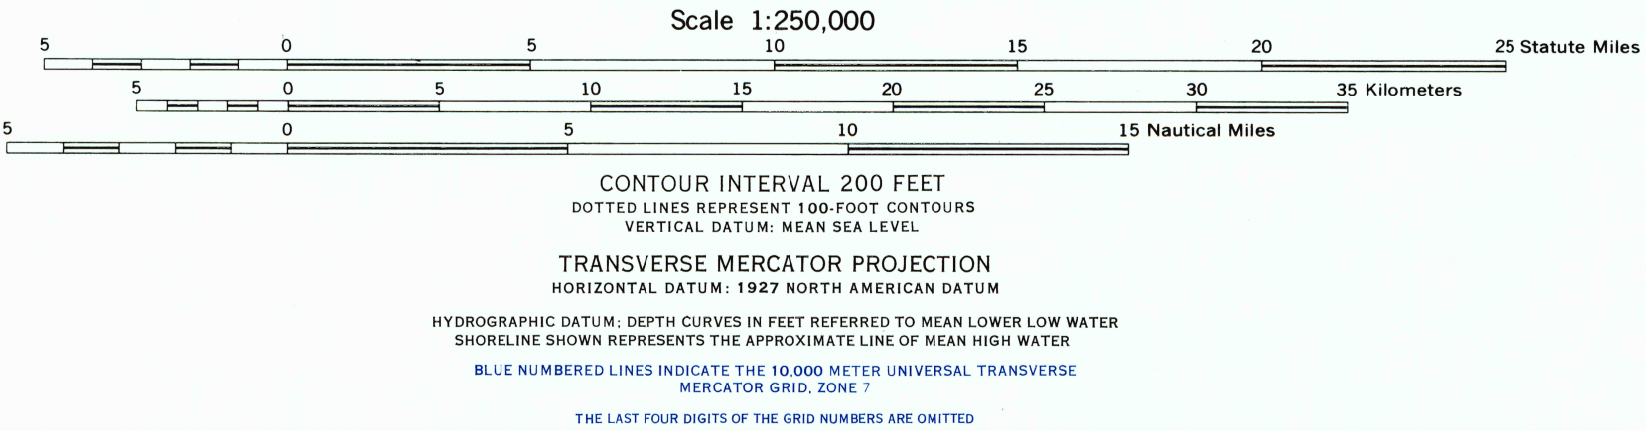 Scale 1:250,000
5 0 5 10 15 20 25 Statute Miles
5 0 5 10 15 20 25 30 35 Kilometers
5 0 5 10 15 Nautical Miles
CONTOUR INTERVAL 200 FEET
DOTTED LINES REPRESENT 100-FOOT CONTOURS
VERTICAL DATUM: MEAN SEA LEVEL
TRANSVERSE MERCATOR PROJECTION
HORIZONTAL DATUM: 1927 NORTH AMERICAN DATUM
HYDROGRAPHIC DATUM; DEPTH CURVES IN FEET REFERRED TO MEAN LOWER LOW WATER
SHORELINE SHOWN REPRESENTS THE APPROXIMATE LINE OF MEAN HIGH WATER
BLUE NUMBERED LINES INDICATE THE 10,000 METER UNIVERSAL TRANSVERSE
MERCATOR GRID, ZONE 7
THE LAST FOUR DIGITS OF THE GRID NUMBERS ARE OMITTED